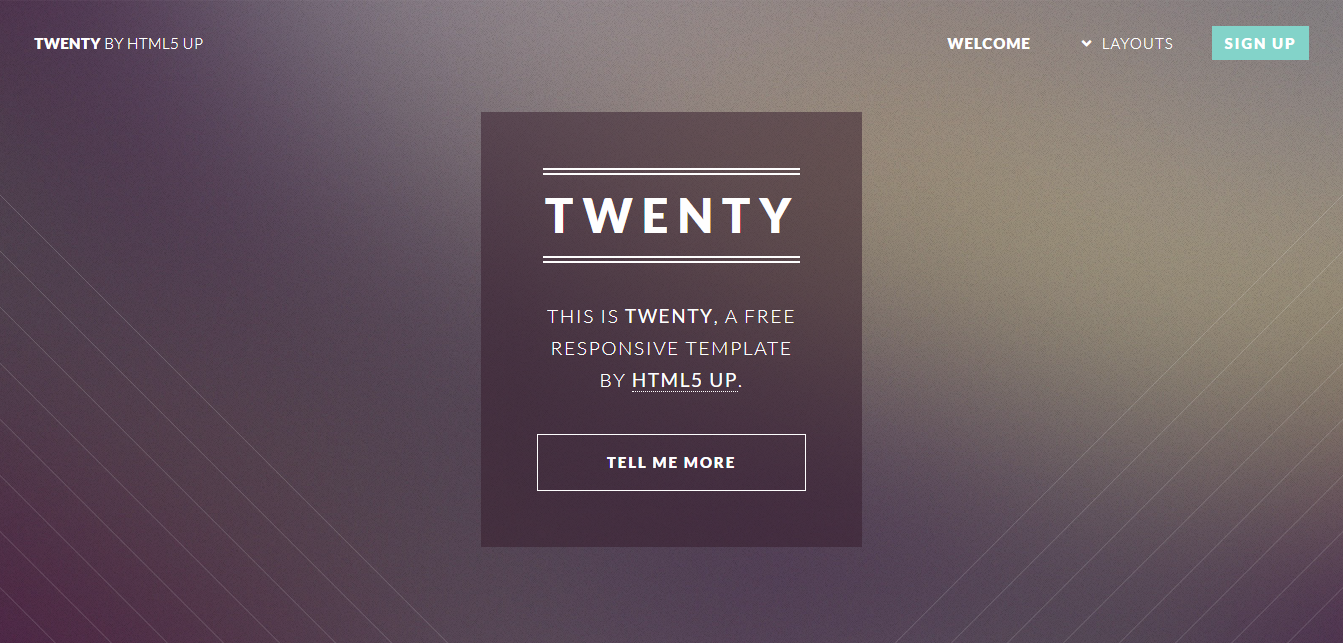 TWENTY BY HTML5 UP
WELCOME
LAYOUTS
SIGN UP
TWENTY
THIS IS TWENTY, A FREE
RESPONSIVE TEMPLATE
BY HTML5 UP.
TELL ME MORE